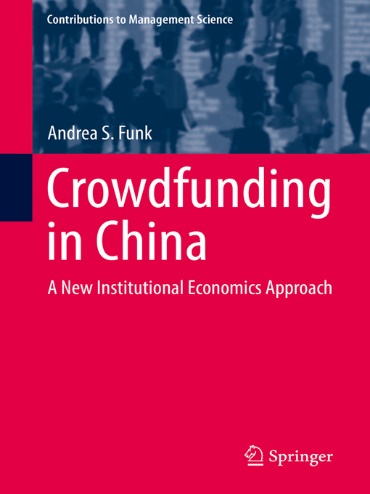 Contributions to Management Science
Andrea S. Funk
Crowdfunding
in China
A New Institutional Economics Approach
Springer